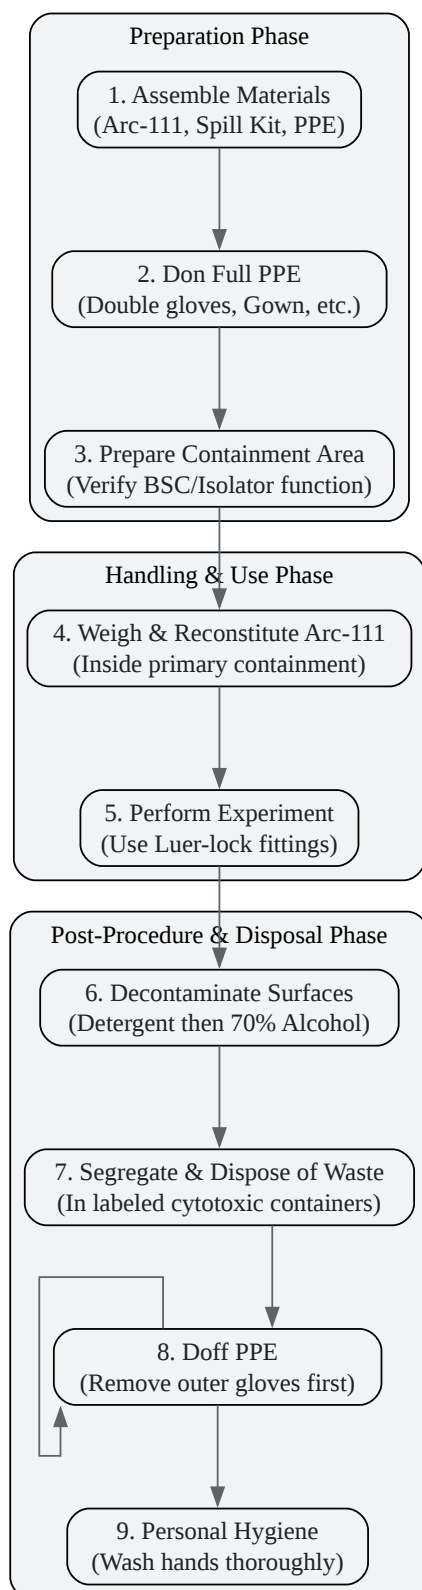 Preparation Phase
1. Assemble Materials
(Arc-111, Spill Kit, PPE)
2. Don Full PPE
(Double gloves, Gown, etc.)
3. Prepare Containment Area
(Verify BSC/Isolator function)
Handling & Use Phase
4. Weigh & Reconstitute Arc-111
(Inside primary containment)
5. Perform Experiment
(Use Luer-lock fittings)
Post-Procedure & Disposal Phase
6. Decontaminate Surfaces
(Detergent then 70% Alcohol)
7. Segregate & Dispose of Waste
(In labeled cytotoxic containers)
8. Doff PPE
(Remove outer gloves first)
9. Personal Hygiene
(Wash hands thoroughly)